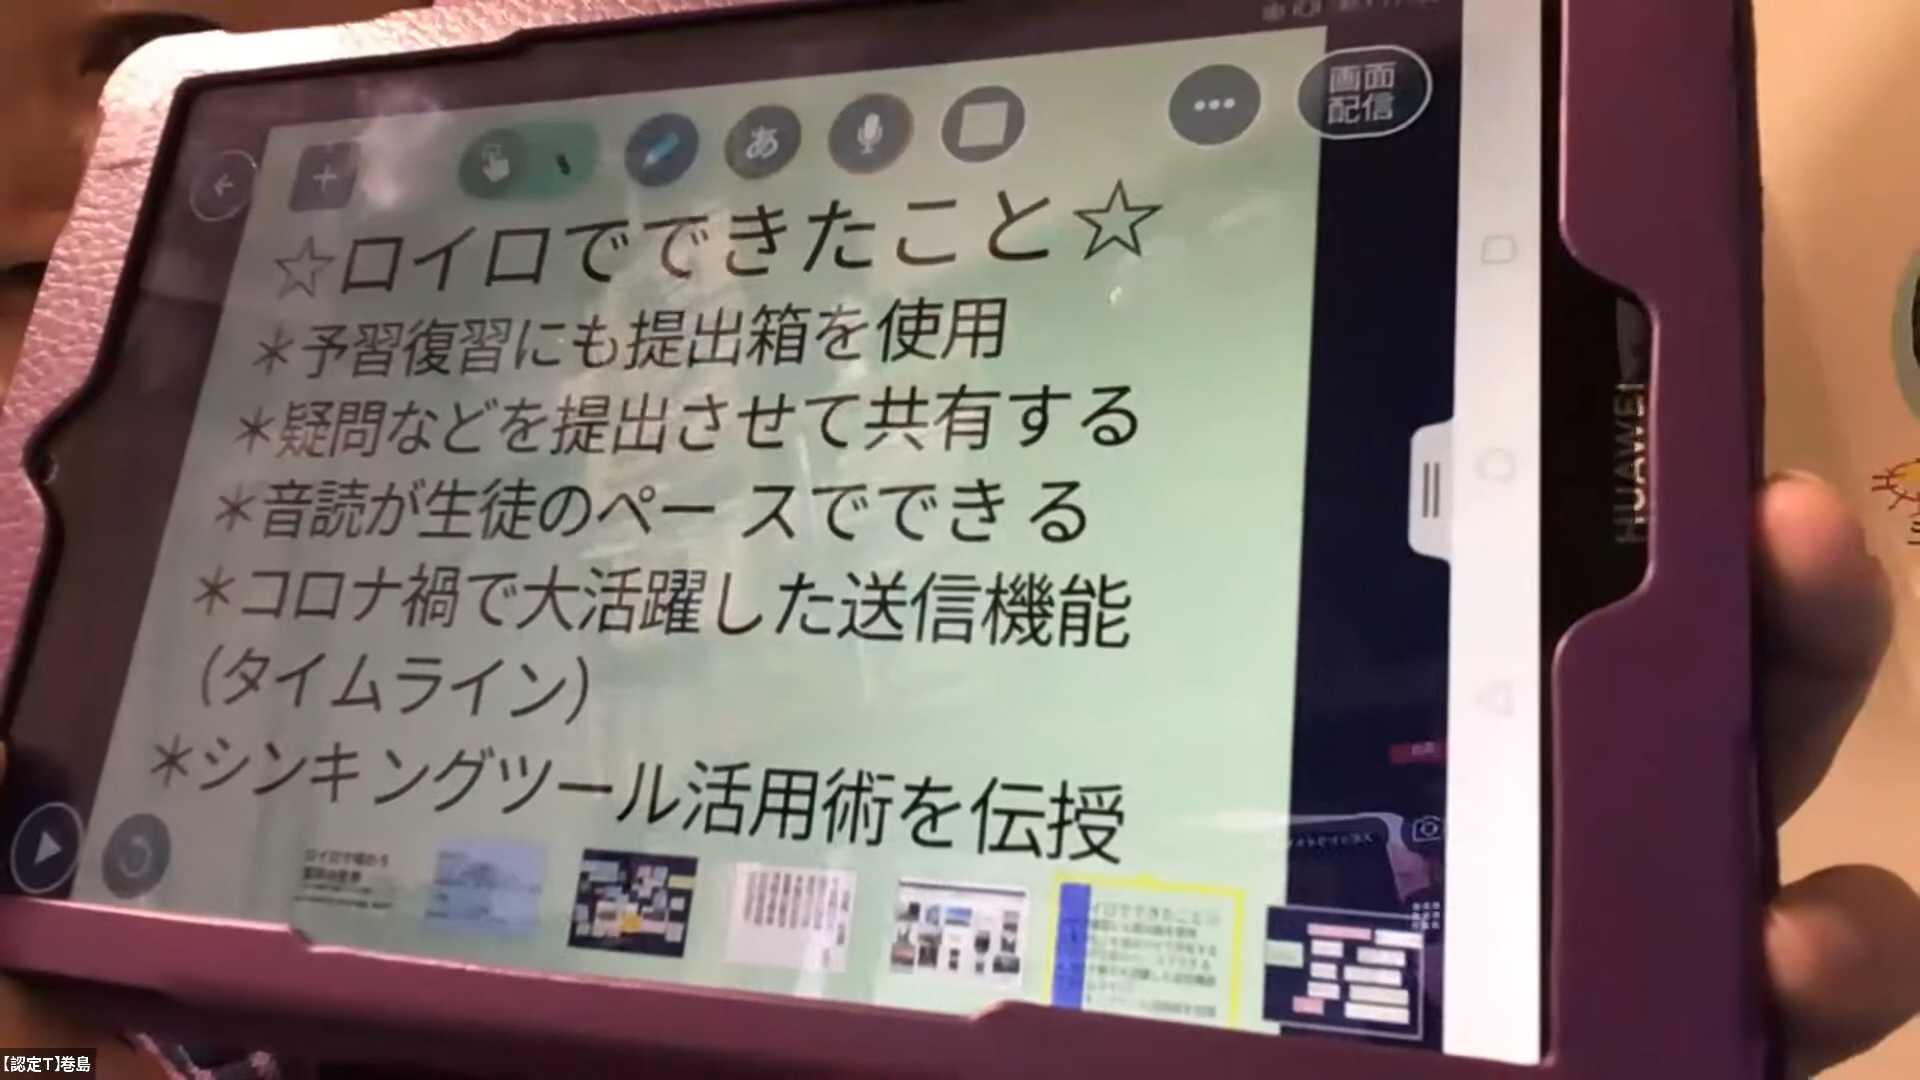 画面
配信
あ
☆ロイロでできたこと☆
＊予習復習にも提出箱を使用
＊疑問などを提出させて共有する
＊音読が生徒のペースでできる
＊コロナ禍で大活躍した送信機能
（タイムライン）
＊シンキングツール活用術を伝授
HUAWEI
【認定T】巻島